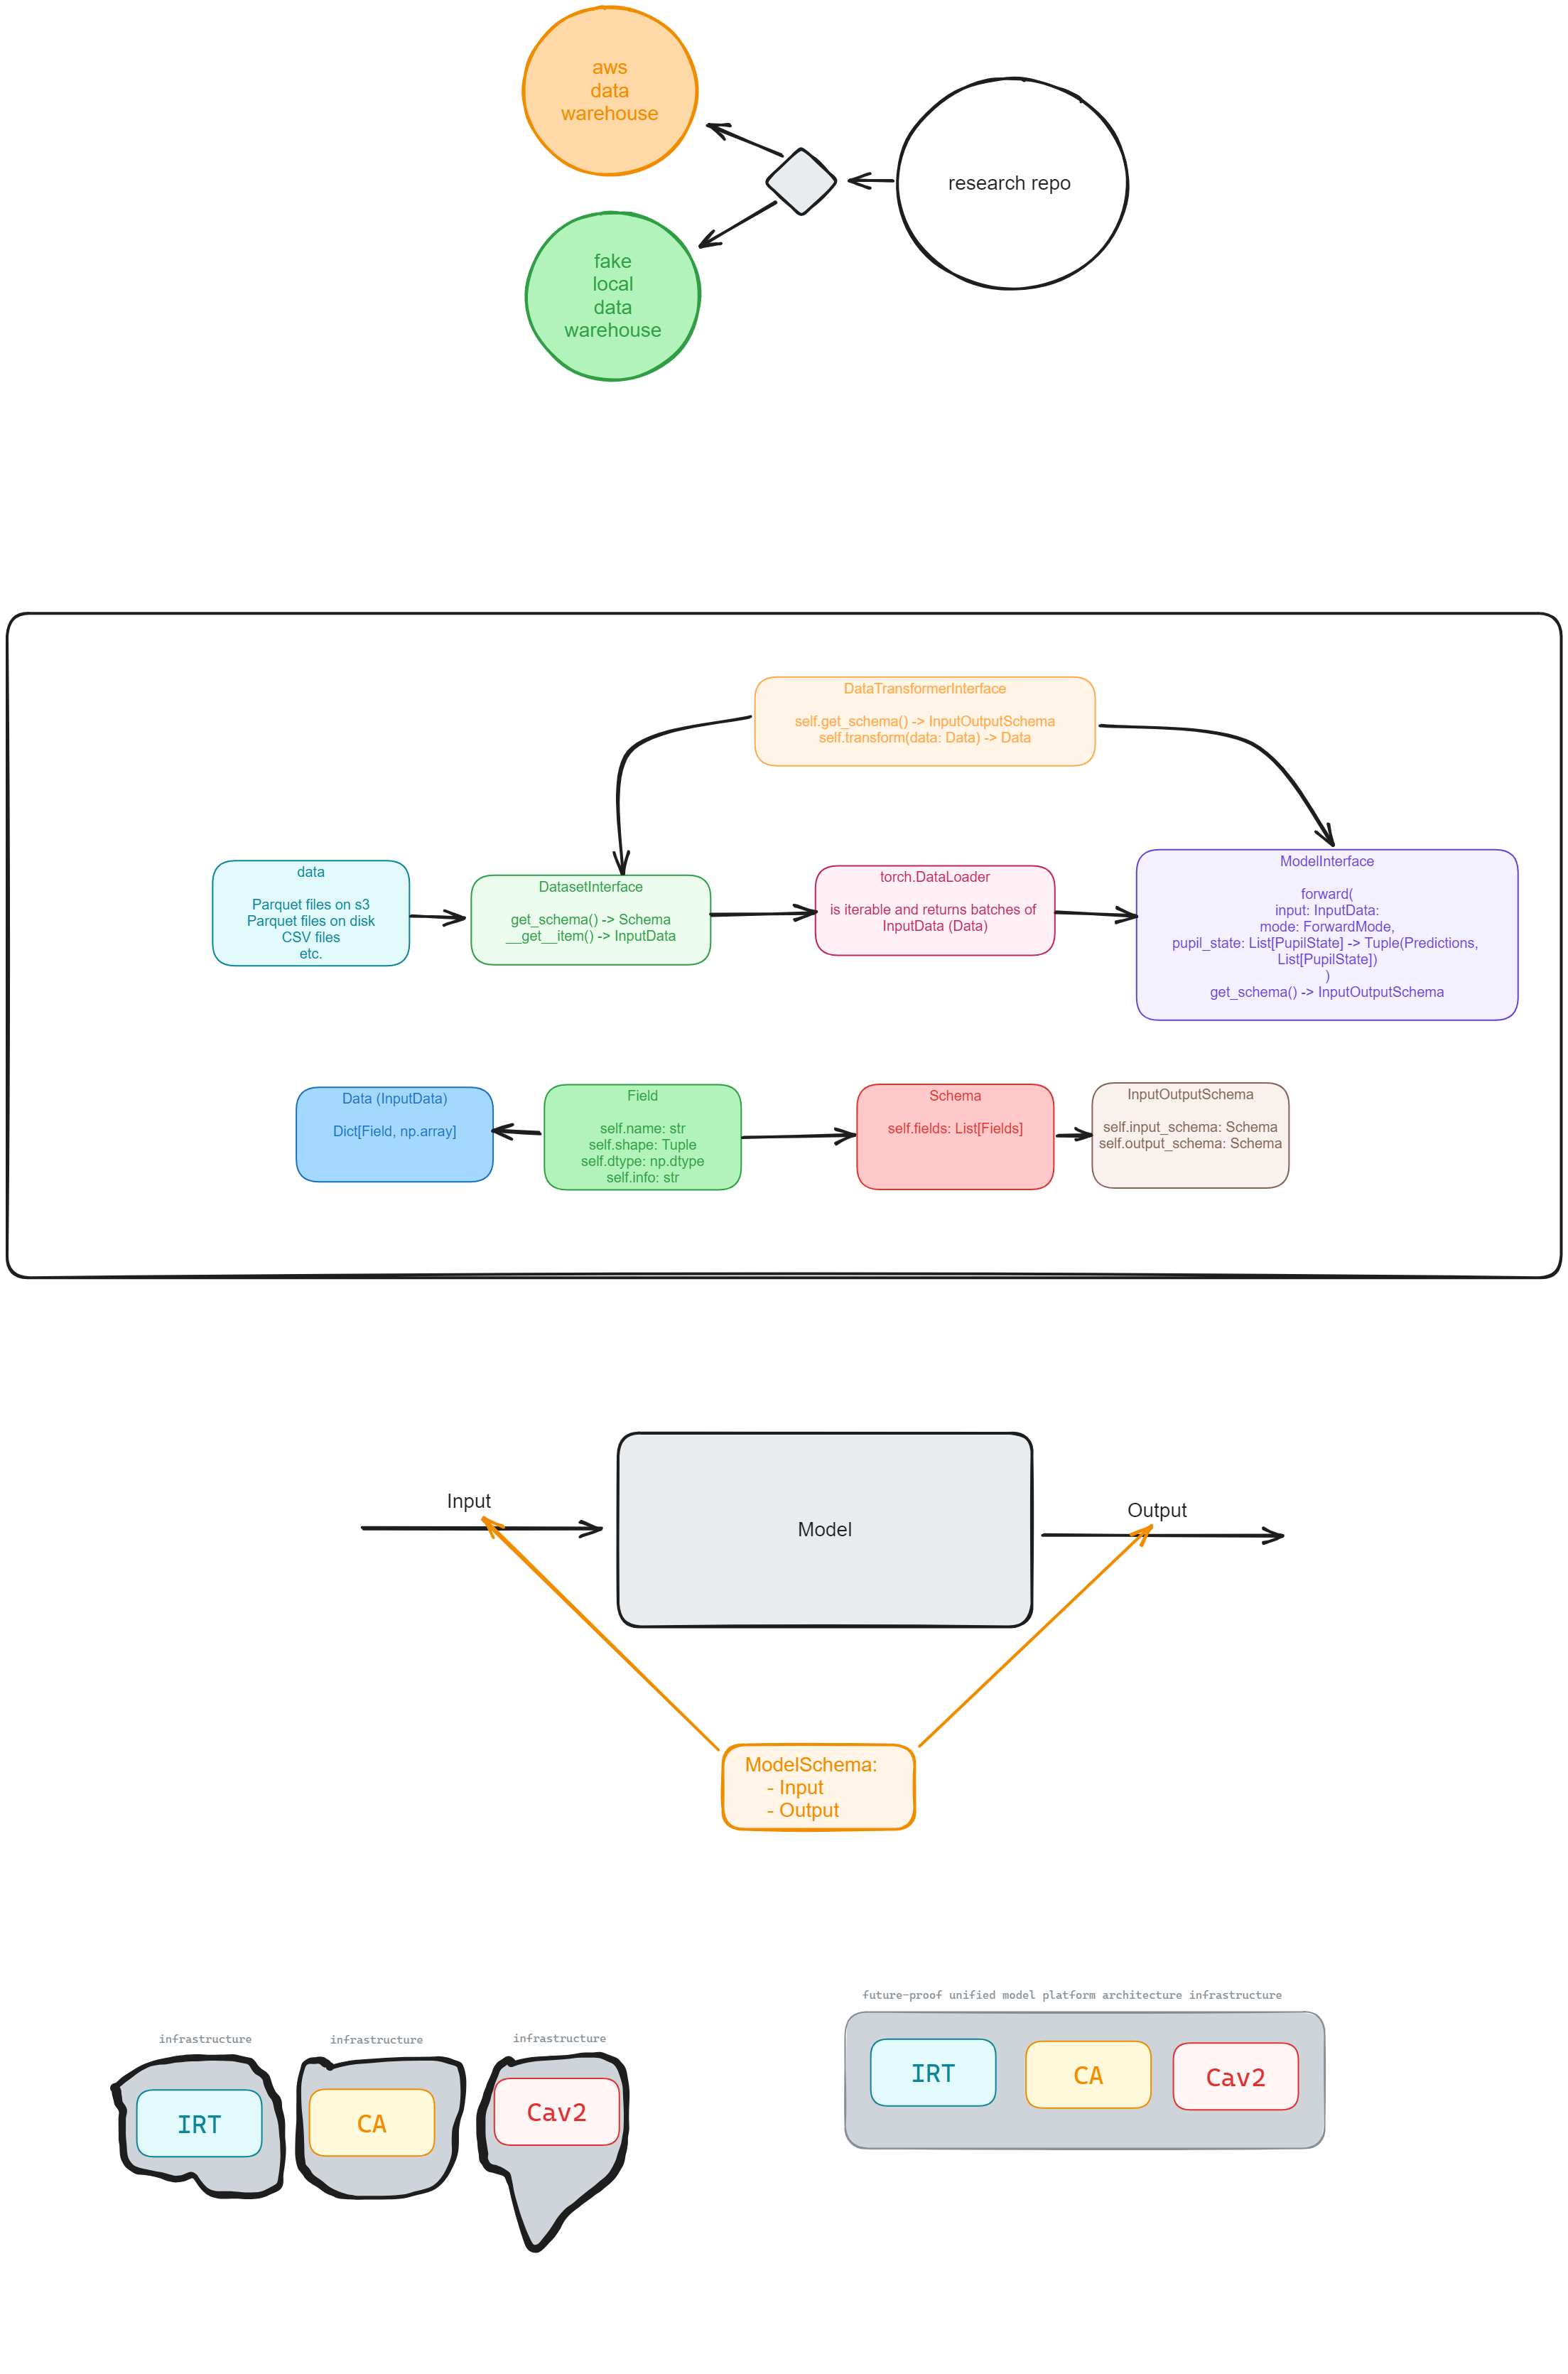 aws
data
warehouse
research repo
fake
local
data
warehouse
DataTransformerInterface
self.get_schema() -> InputOutputSchema
self.transform(data: Data) -> Data
data
Parquet files on s3
Parquet files on disk
CSV files
etc.
DatasetInterface
get_schema() -> Schema
__get__item() -> InputData
torch.DataLoader
is iterable and returns batches of
InputData (Data)
ModelInterface
forward(
input: InputData:
mode: ForwardMode,
pupil_state: List[PupilState] -> Tuple(Predictions,
List[PupilState])
)
get_schema() -> InputOutputSchema
Data (InputData)
Dict[Field, np.array]
Field
self.name: str
self.shape: Tuple
self.dtype: np.dtype
self.info: str
Schema
self.fields: List[Fields]
InputOutputSchema
self.input_schema: Schema
self.output_schema: Schema
Input
Model
Output
ModelSchema:
- Input
- Output
infrastructure
IRT
infrastructure
CA
infrastructure
Cav2
future-proof unified model platform architecture infrastructure
IRT
CA
Cav2